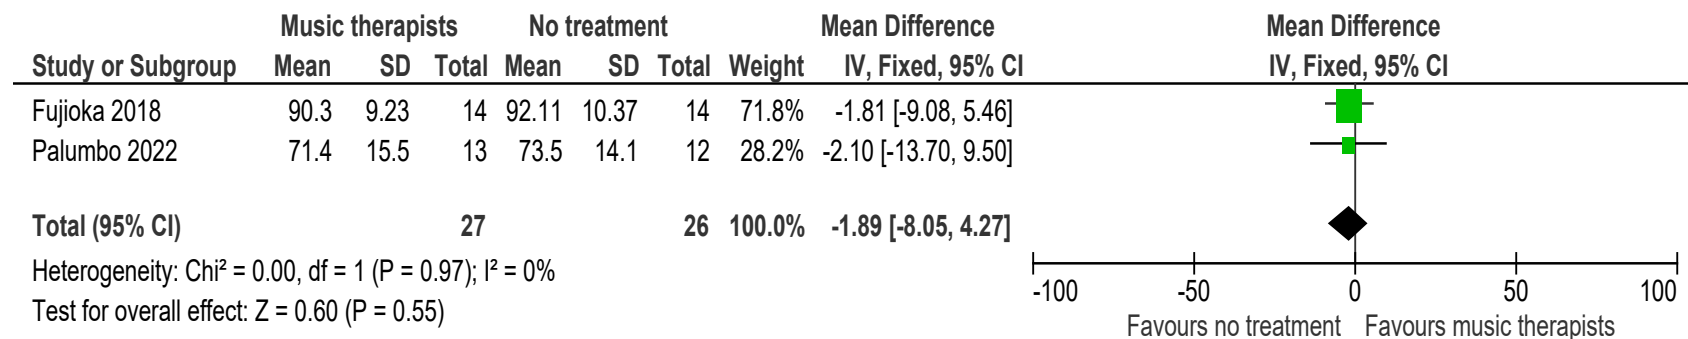 Music therapists No treatment Mean Difference Mean Difference
Study or Subgroup Mean SD Total Mean SD Total Weight IV, Fixed, 95% CI IV, Fixed, 95% CI
Fujioka 2018 90.3 9.23 14 92.11 10.37 14 71.8% -1.81 [-9.08, 5.46]
Palumbo 2022 71.4 15.5 13 73.5 14.1 12 28.2% -2.10 [-13.70, 9.50]
Total (95% CI) 27 26 100.0% -1.89 [-8.05, 4.27]
Heterogeneity: Chi² = 0.00, df = 1 (P = 0.97); I² = 0%
Test for overall effect: Z = 0.60 (P = 0.55)
-100 -50 0 50 100
Favours no treatment Favours music therapists